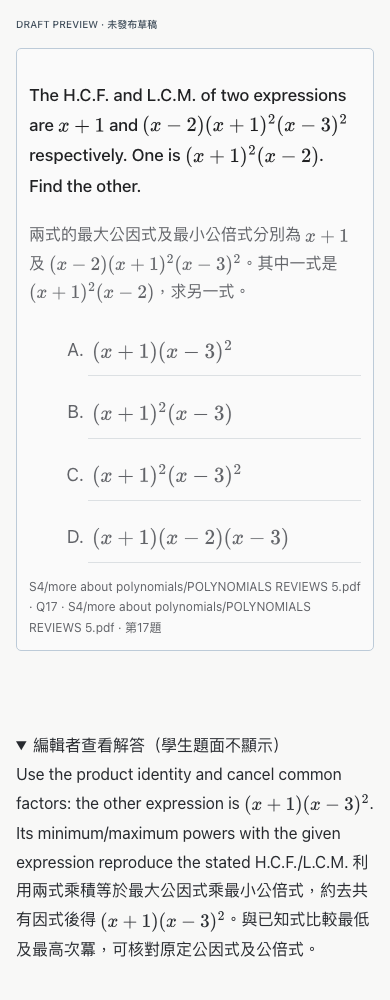 DRAFT PREVIEW · 未發布草稿
The H.C.F. and L.C.M. of two expressions
are x + 1 and (x − 2)(x + 1)²(x − 3)²
respectively. One is (x + 1)²(x − 2).
Find the other.
兩式的最大公因式及最小公倍式分別為 x + 1
及 (x − 2)(x + 1)²(x − 3)²。其中一式是
(x + 1)²(x − 2)，求另一式。
A. (x + 1)(x − 3)²
B. (x + 1)²(x − 3)
C. (x + 1)²(x − 3)²
D. (x + 1)(x − 2)(x − 3)
S4/more about polynomials/POLYNOMIALS REVIEWS 5.pdf
· Q17 · S4/more about polynomials/POLYNOMIALS
REVIEWS 5.pdf · 第17題
▼ 編輯者查看解答（學生題面不顯示）
Use the product identity and cancel common
factors: the other expression is (x + 1)(x − 3)².
Its minimum/maximum powers with the given
expression reproduce the stated H.C.F./L.C.M. 利
用兩式乘積等於最大公因式乘最小公倍式，約去共
有因式後得 (x + 1)(x − 3)²。與已知式比較最低
及最高次冪，可核對原定公因式及公倍式。